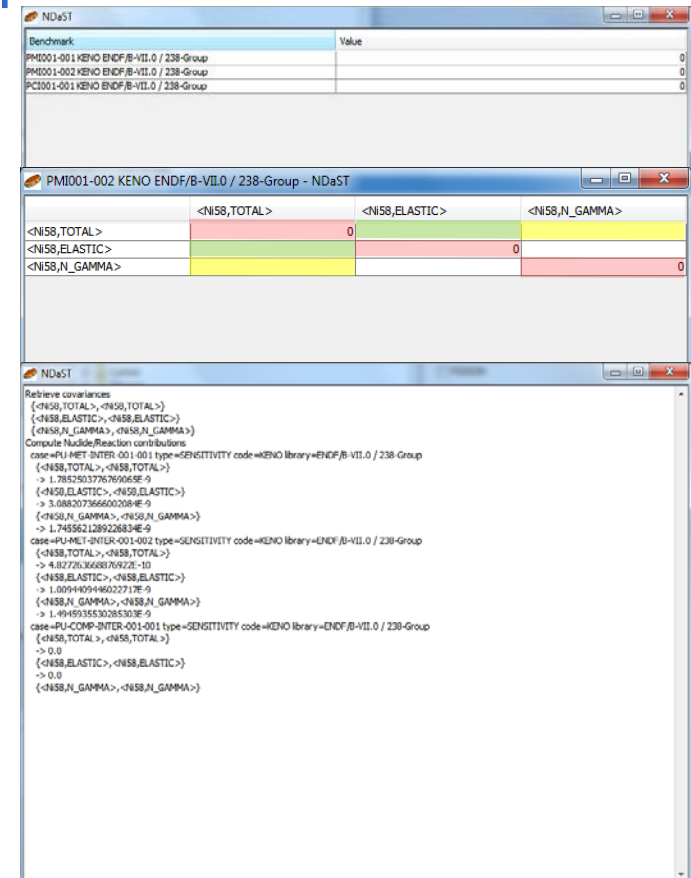 NDaST
Benchmark Value
PMI001-001 KENO ENDF/B-VII.0 / 238-Group 0
PMI001-002 KENO ENDF/B-VII.0 / 238-Group 0
PCI001-001 KENO ENDF/B-VII.0 / 238-Group 0
PMI001-002 KENO ENDF/B-VII.0 / 238-Group - NDaST
<Ni58,TOTAL> <Ni58,ELASTIC> <Ni58,N_GAMMA>
<Ni58,TOTAL> 0
<Ni58,ELASTIC> 0
<Ni58,N_GAMMA> 0
NDaST
Retrieve covariances
{<Ni58,TOTAL>,<Ni58,TOTAL>}
{<Ni58,ELASTIC>,<Ni58,ELASTIC>}
{<Ni58,N_GAMMA>,<Ni58,N_GAMMA>}
Compute Nuclide/Reaction contributions
case=PU-MET-INTER-001-001 type=SENSITIVITY code=KENO library=ENDF/B-VII.0 / 238-Group
{<Ni58,TOTAL>,<Ni58,TOTAL>}
-> 1.7852503776769065E-9
{<Ni58,ELASTIC>,<Ni58,ELASTIC>}
-> 3.0882073666002084E-9
{<Ni58,N_GAMMA>,<Ni58,N_GAMMA>}
-> 1.7455621289226834E-9
case=PU-MET-INTER-001-002 type=SENSITIVITY code=KENO library=ENDF/B-VII.0 / 238-Group
{<Ni58,TOTAL>,<Ni58,TOTAL>}
-> 4.827263668876922E-10
{<Ni58,ELASTIC>,<Ni58,ELASTIC>}
-> 1.0094409446022717E-9
{<Ni58,N_GAMMA>,<Ni58,N_GAMMA>}
-> 1.4945935530285303E-9
case=PU-COMP-INTER-001-001 type=SENSITIVITY code=KENO library=ENDF/B-VII.0 / 238-Group
{<Ni58,TOTAL>,<Ni58,TOTAL>}
-> 0.0
{<Ni58,ELASTIC>,<Ni58,ELASTIC>}
-> 0.0
{<Ni58,N_GAMMA>,<Ni58,N_GAMMA>}